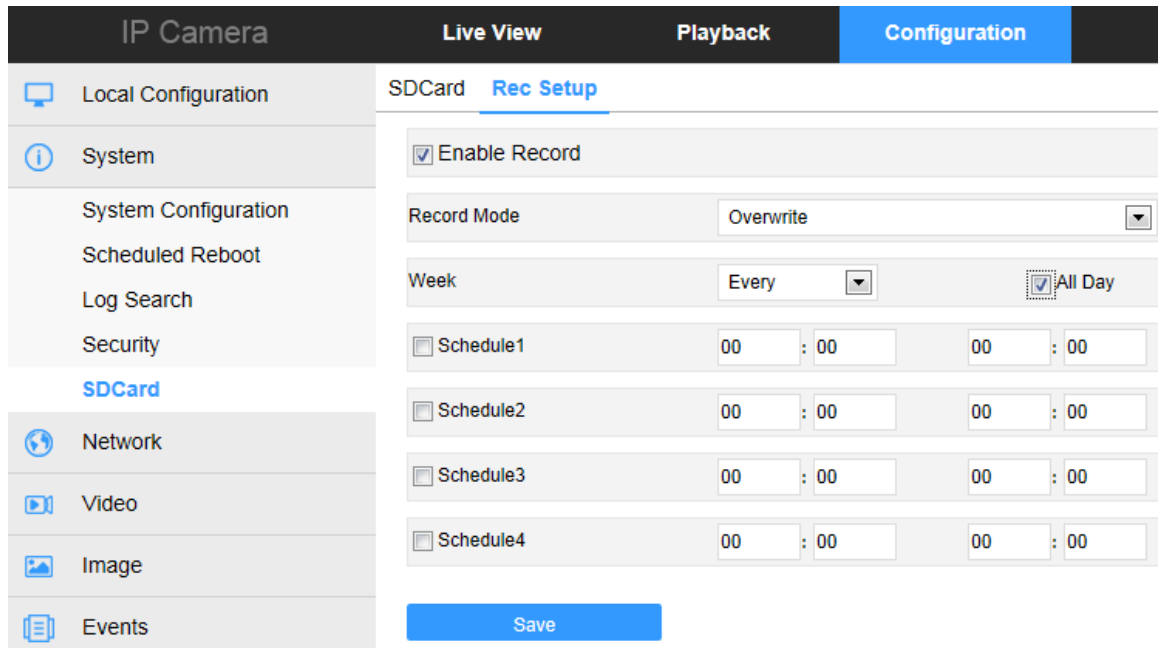 IP Camera Live View Playback Configuration
Local Configuration
System
System Configuration
Scheduled Reboot
Log Search
Security
SDCard
Network
Video
Image
Events
SDCard Rec Setup
Enable Record
Record Mode Overwrite
Week Every All Day
Schedule1 00 : 00 00 : 00
Schedule2 00 : 00 00 : 00
Schedule3 00 : 00 00 : 00
Schedule4 00 : 00 00 : 00
Save